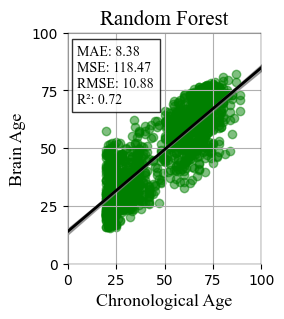 Random Forest
MAE: 8.38
MSE: 118.47
RMSE: 10.88
R²: 0.72
Brain Age
100
75
50
25
0
0 25 50 75 100
Chronological Age